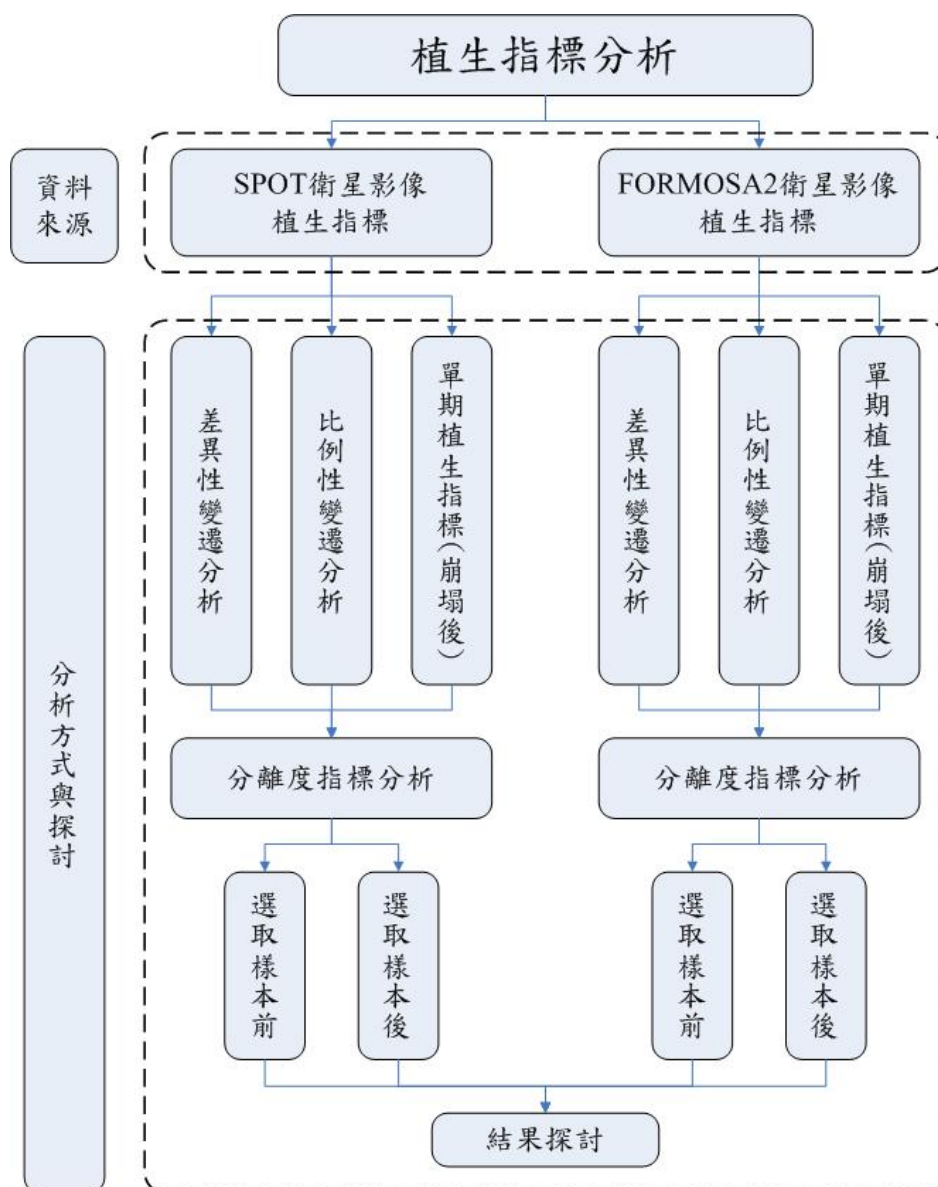 植生指標分析
資料
來源
SPOT衛星影像
植生指標
FORMOSA2衛星影像
植生指標
分析方式與探討
差異性變遷分析
比例性變遷分析
單期植生指標(崩塌後)
差異性變遷分析
比例性變遷分析
單期植生指標(崩塌後)
分離度指標分析
分離度指標分析
選取樣本前
選取樣本後
選取樣本前
選取樣本後
結果探討